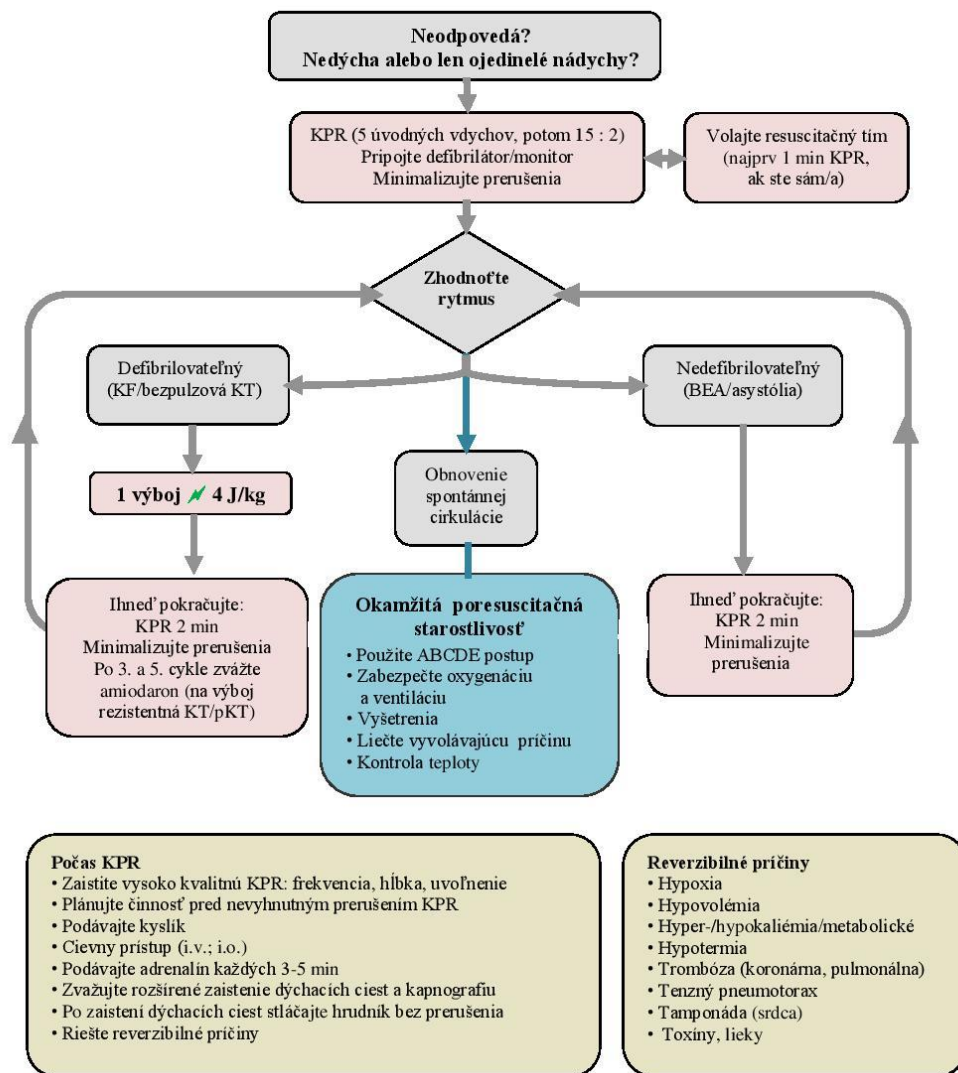 Neodpovedá?
Nedýcha alebo len ojedinelé nádychy?
KPR (5 úvodných vdychov, potom 15 : 2)
Pripojte defibrilátor/monitor
Minimalizujte prerušenia
Volajte resuscitačný tím
(najprv 1 min KPR,
ak ste sám/a)
Zhodnoťte
rytmus
Defibrilovateľný
(KF/bezpulzová KT)
Nedefibrilovateľný
(BEA/asystólia)
1 výboj 4 J/kg
Obnovenie
spontánnej
cirkulácie
Ihneď pokračujte:
KPR 2 min
Minimalizujte prerušenia
Po 3. a 5. cykle zvážte
amiodaron (na výboj
rezistentná KT/pKT)
Okamžitá poresuscitačná
starostlivosť
• Použite ABCDE postup
• Zabezpečte oxygenáciu
a ventiláciu
• Vyšetrenia
• Liečte vyvolávajúcu príčinu
• Kontrola teploty
Ihneď pokračujte:
KPR 2 min
Minimalizujte
prerušenia
Počas KPR
• Zaistite vysoko kvalitnú KPR: frekvencia, hĺbka, uvoľnenie
• Plánujte činnosť pred nevyhnutným prerušením KPR
• Podávajte kyslík
• Cievny prístup (i.v.; i.o.)
• Podávajte adrenalín každých 3-5 min
• Zvažujte rozšírené zaistenie dýchacích ciest a kapnografiu
• Po zaistení dýchacích ciest stláčajte hrudník bez prerušenia
• Riešte reverzibilné príčiny
Reverzibilné príčiny
• Hypoxia
• Hypovolémia
• Hyper-/hypokaliémia/metabolické
• Hypotermia
• Trombóza (koronárna, pulmonálna)
• Tenzný pneumotorax
• Tamponáda (srdca)
• Toxíny, lieky